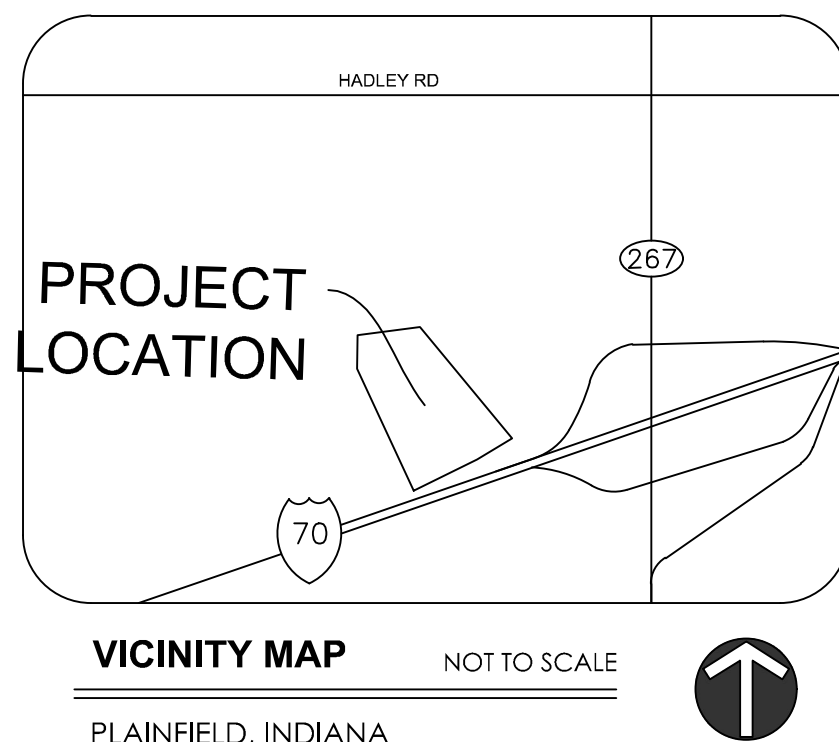 HADLEY RD
267
PROJECT
LOCATION
70
VICINITY MAP
NOT TO SCALE
PLAINFIELD, INDIANA